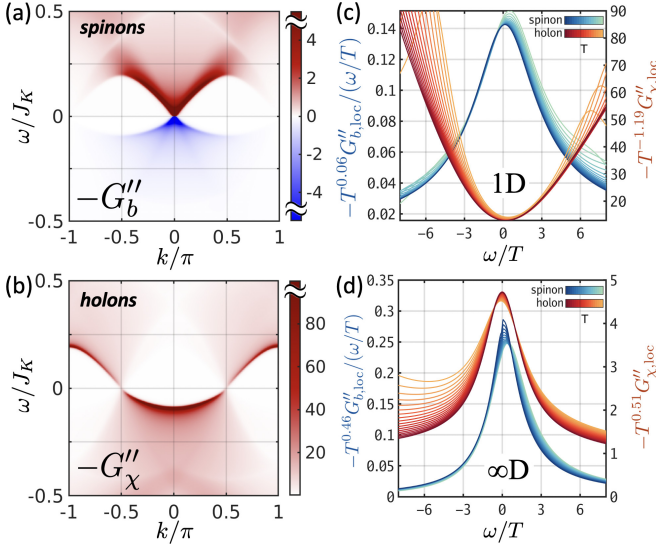 (a)
spinons
ω/J_K
0.5
0
-0.5
-G''_b
-1 -0.5 0 0.5 1
k/π
4
2
0
-2
-4
(b)
holons
ω/J_K
0.5
0
-0.5
-G''_χ
-1 -0.5 0 0.5 1
k/π
80
60
40
20
(c)
-T^{0.06}G''_{b,loc}/(ω/T)
0.14
0.12
0.1
0.08
0.06
0.04
0.02
spinon
holon
T
1D
-6 -3 0 3 6
ω/T
90
80
70
60
50
40
30
20
-T^{-1.19}G''_{χ,loc}
(d)
-T^{0.46}G''_{b,loc}/(ω/T)
0.35
0.3
0.25
0.2
0.15
0.1
0.05
0
spinon
holon
T
∞D
-6 -3 0 3 6
ω/T
5
4
3
2
1
0
-T^{0.51}G''_{χ,loc}